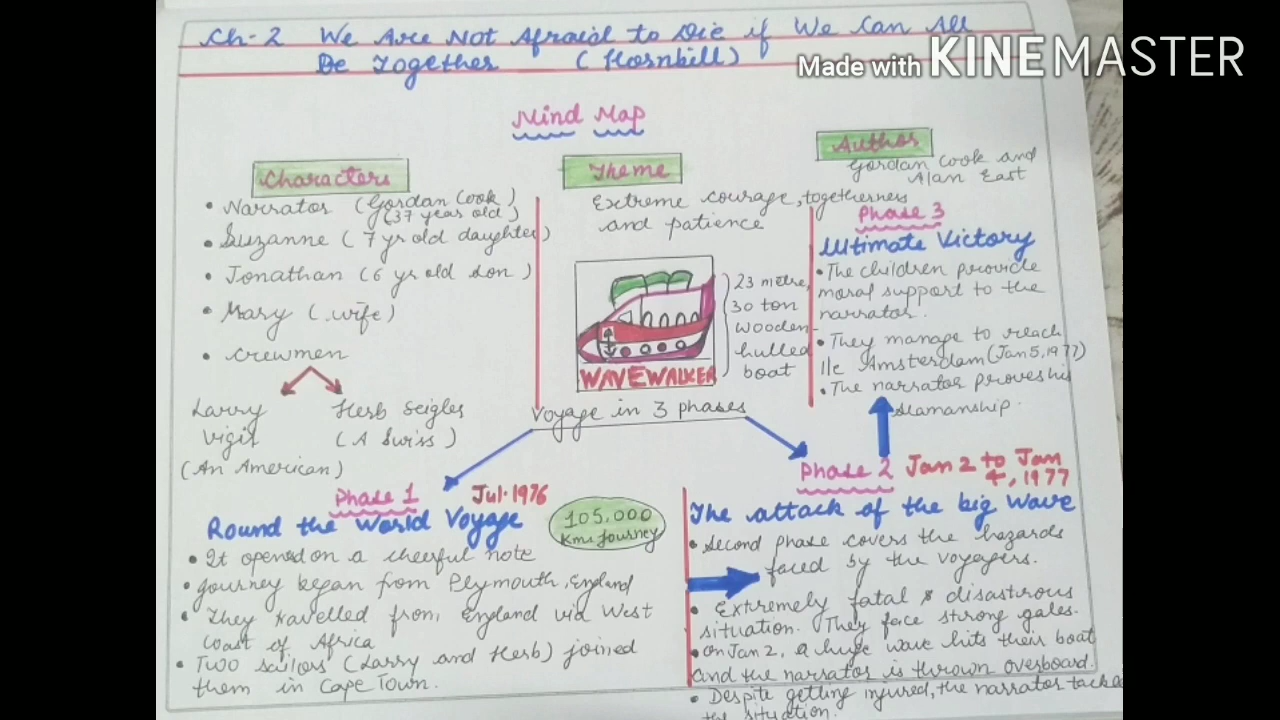 Ch-2 We Are Not Afraid to Die if We Can All
Be Together (Hornbill)
Made with KINEMASTER
Mind Map
Characters
• Narrator (Gordan Cook)
(37 year old)
• Suzanne (7 yr old daughter)
• Jonathan (6 yr old son)
• Mary (wife)
• crewmen
Larry
Vigil
(An American)
Herb Seigles
(A Swiss)
Theme
Extreme courage, togetherness
and patience
23 metre,
30 ton
wooden-
hulled
boat
WAVEWALKER
Voyage in 3 phases
Author
Gordan Cook and
Alan East
Phase 3
Ultimate Victory
• The children provide
moral support to the
narrator.
• They manage to reach
Ile Amsterdam (Jan 5, 1977)
• The narrator proves his
seamanship.
Phase 1 Jul. 1976
Round the World Voyage
105,000
Kms journey
• It opened on a cheerful note
• Journey began from Plymouth, England
• They travelled from England via West
coast of Africa
• Two sailors (Larry and Herb) joined
them in Cape Town.
Phase 2 Jan 2 to Jan
4, 1977
The attack of the big Wave
• Second phase covers the hazards
faced by the voyagers.
• Extremely fatal & disastrous
situation. They face strong gales.
• On Jan 2, a huge wave hits their boat
and the narrator is thrown overboard.
• Despite getting injured, the narrator tackled
the situation.